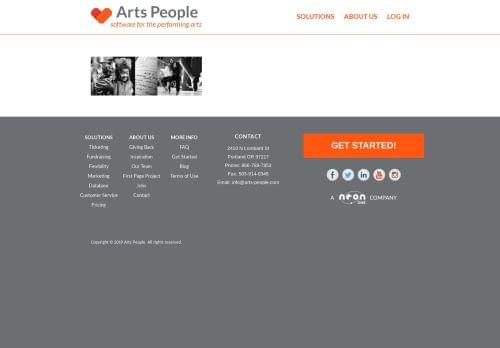 Arts People
software for the performing arts
SOLUTIONS ABOUT US LOG IN
SOLUTIONS
Ticketing
Fundraising
Flexibility
Marketing
Database
Customer Service
Pricing
ABOUT US
Giving Back
Inspiration
Our Team
First Page Project
Jobs
Contact
MORE INFO
FAQ
Get Started
Blog
Terms of Use
CONTACT
2410 N Lombard St
Portland OR 97217
Phone: 866-788-7853
Fax: 503-914-0345
Email: info@arts-people.com
GET STARTED!
A neon one COMPANY
Copyright © 2019 Arts People. All rights reserved.